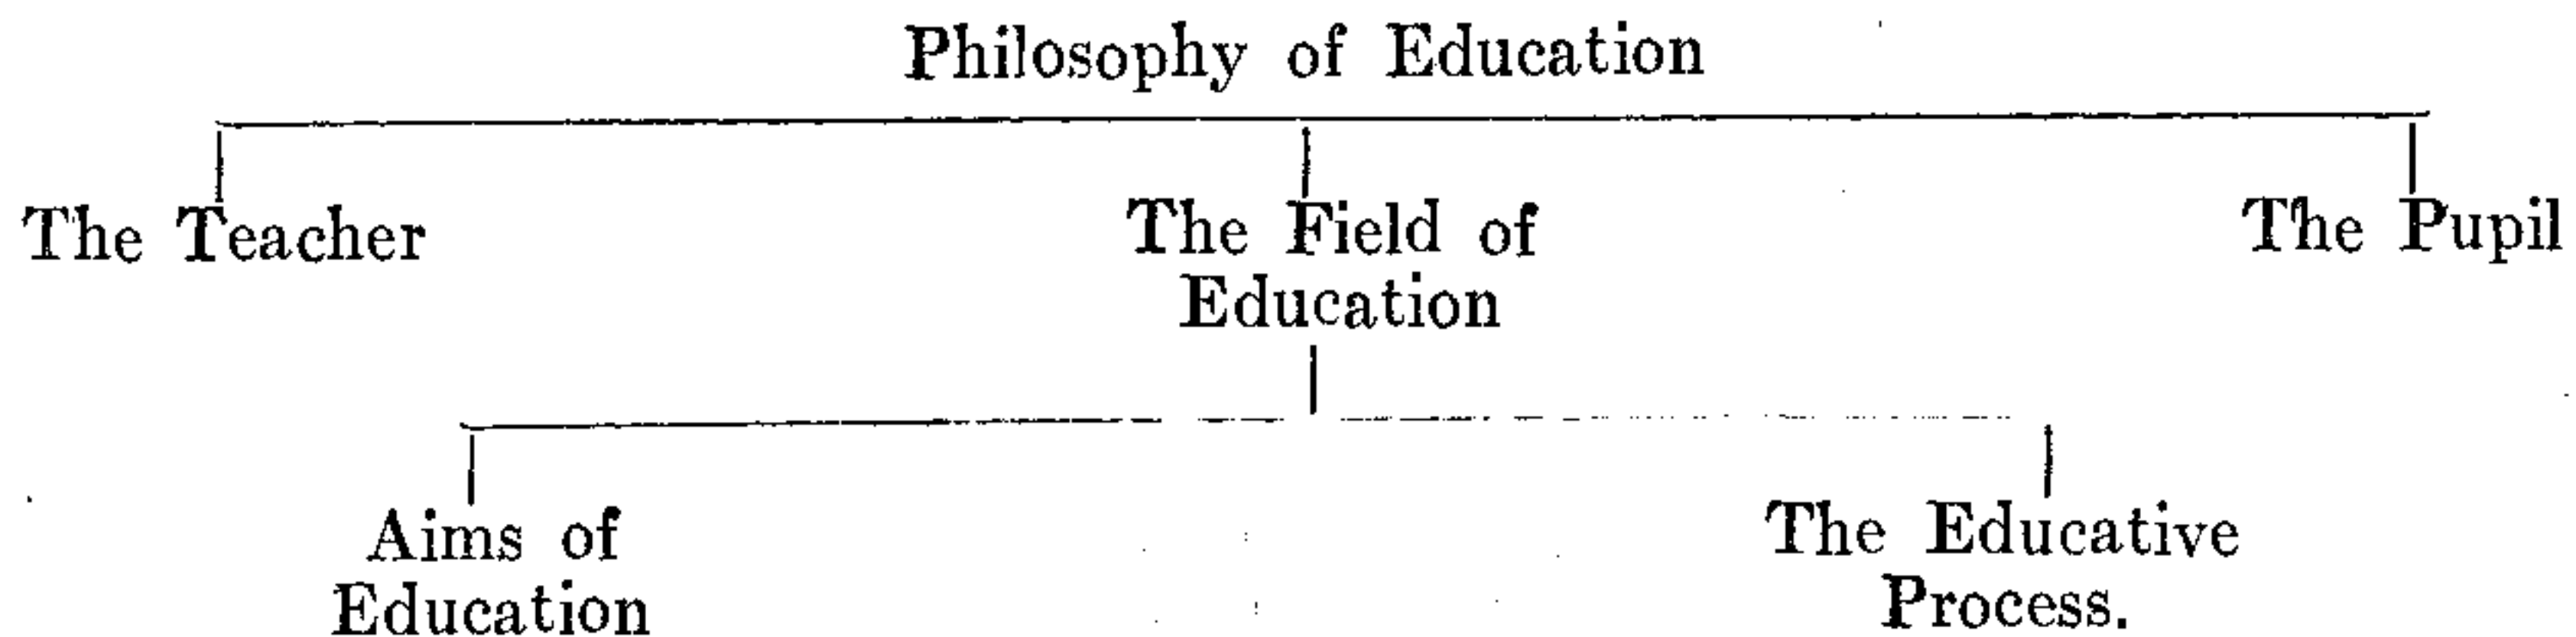 Philosophy of Education
The Teacher
The Field of
Education
The Pupil
Aims of
Education
The Educative
Process.